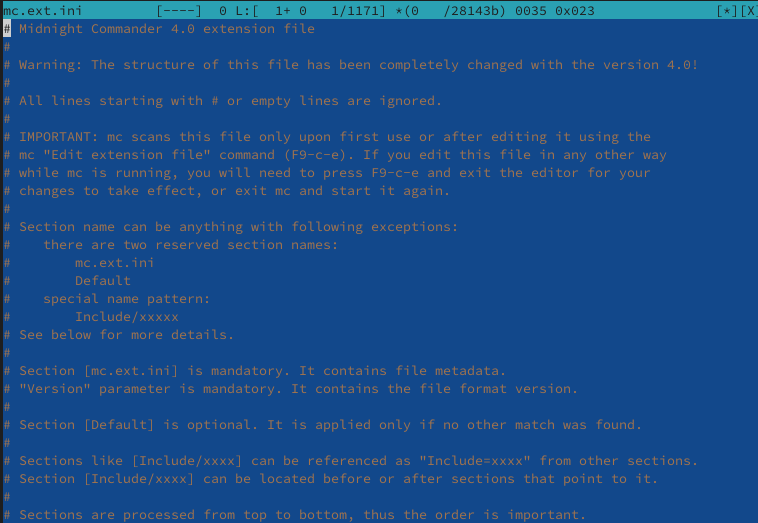 mc.ext.ini [----] 0 L:[ 1+ 0 1/1171] *(0 /28143b) 0035 0x023 [*][X]
# Midnight Commander 4.0 extension file
#
# Warning: The structure of this file has been completely changed with the version 4.0!
#
# All lines starting with # or empty lines are ignored.
#
# IMPORTANT: mc scans this file only upon first use or after editing it using the
# mc "Edit extension file" command (F9-c-e). If you edit this file in any other way
# while mc is running, you will need to press F9-c-e and exit the editor for your
# changes to take effect, or exit mc and start it again.
#
# Section name can be anything with following exceptions:
#    there are two reserved section names:
#        mc.ext.ini
#        Default
#    special name pattern:
#        Include/xxxxx
# See below for more details.
#
# Section [mc.ext.ini] is mandatory. It contains file metadata.
# "Version" parameter is mandatory. It contains the file format version.
#
# Section [Default] is optional. It is applied only if no other match was found.
#
# Sections like [Include/xxxx] can be referenced as "Include=xxxx" from other sections.
# Section [Include/xxxx] can be located before or after sections that point to it.
#
# Sections are processed from top to bottom, thus the order is important.